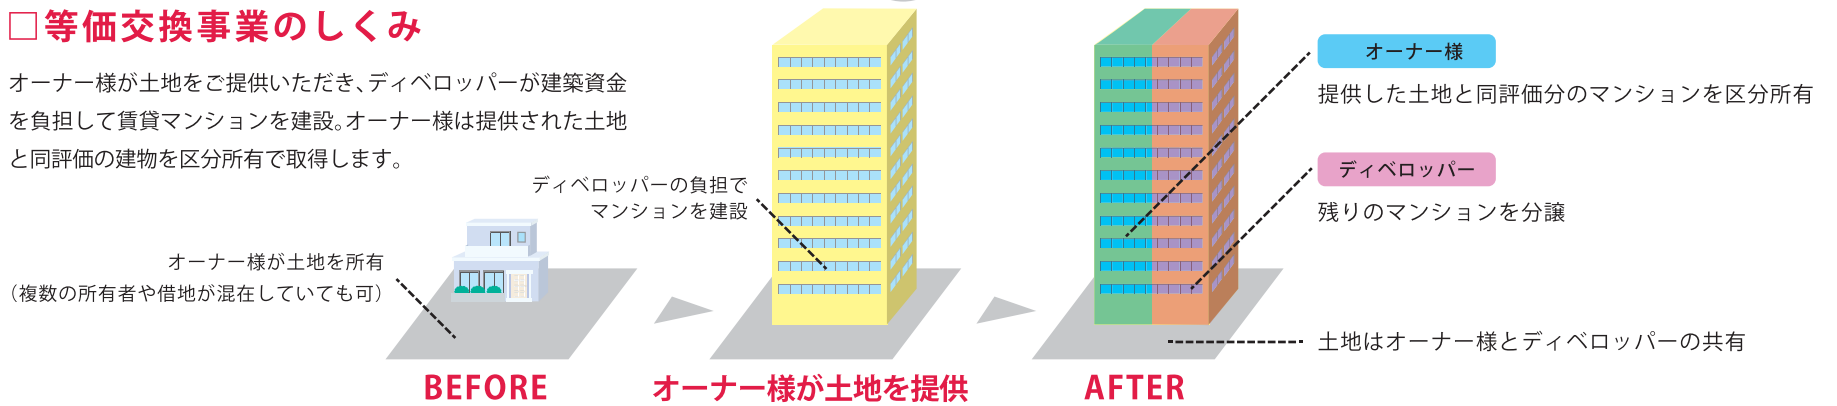 □等価交換事業のしくみ
オーナー様が土地をご提供いただき、ディベロッパーが建築資金
を負担して賃貸マンションを建設。オーナー様は提供された土地
と同評価の建物を区分所有で取得します。
オーナー様が土地を所有
（複数の所有者や借地が混在していても可）
BEFORE
ディベロッパーの負担で
マンションを建設
オーナー様が土地を提供
オーナー様
提供した土地と同評価分のマンションを区分所有
ディベロッパー
残りのマンションを分譲
土地はオーナー様とディベロッパーの共有
AFTER